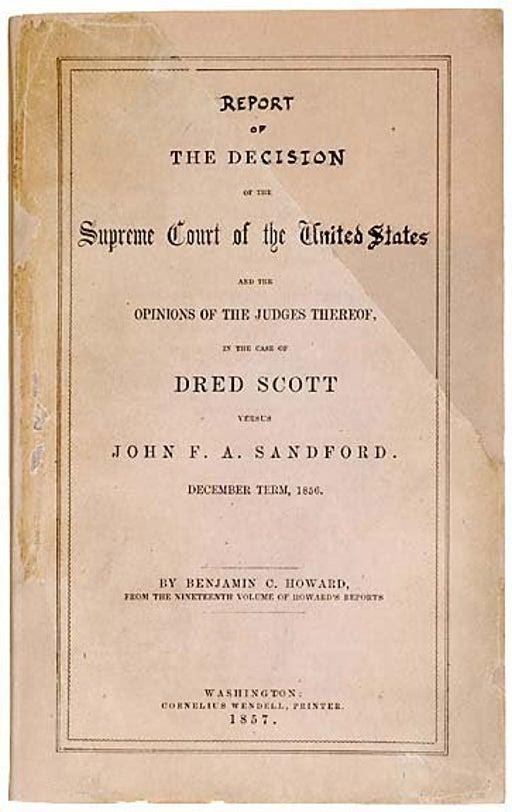 REPORT
OF
THE DECISION
OF THE
Supreme Court of the United States
AND THE
OPINIONS OF THE JUDGES THEREOF,
IN THE CASE OF
DRED SCOTT
VERSUS
JOHN F. A. SANDFORD.
DECEMBER TERM, 1856.
BY BENJAMIN C. HOWARD,
FROM THE NINETEENTH VOLUME OF HOWARD'S REPORTS
WASHINGTON:
CORNELIUS WENDELL, PRINTER.
1857.